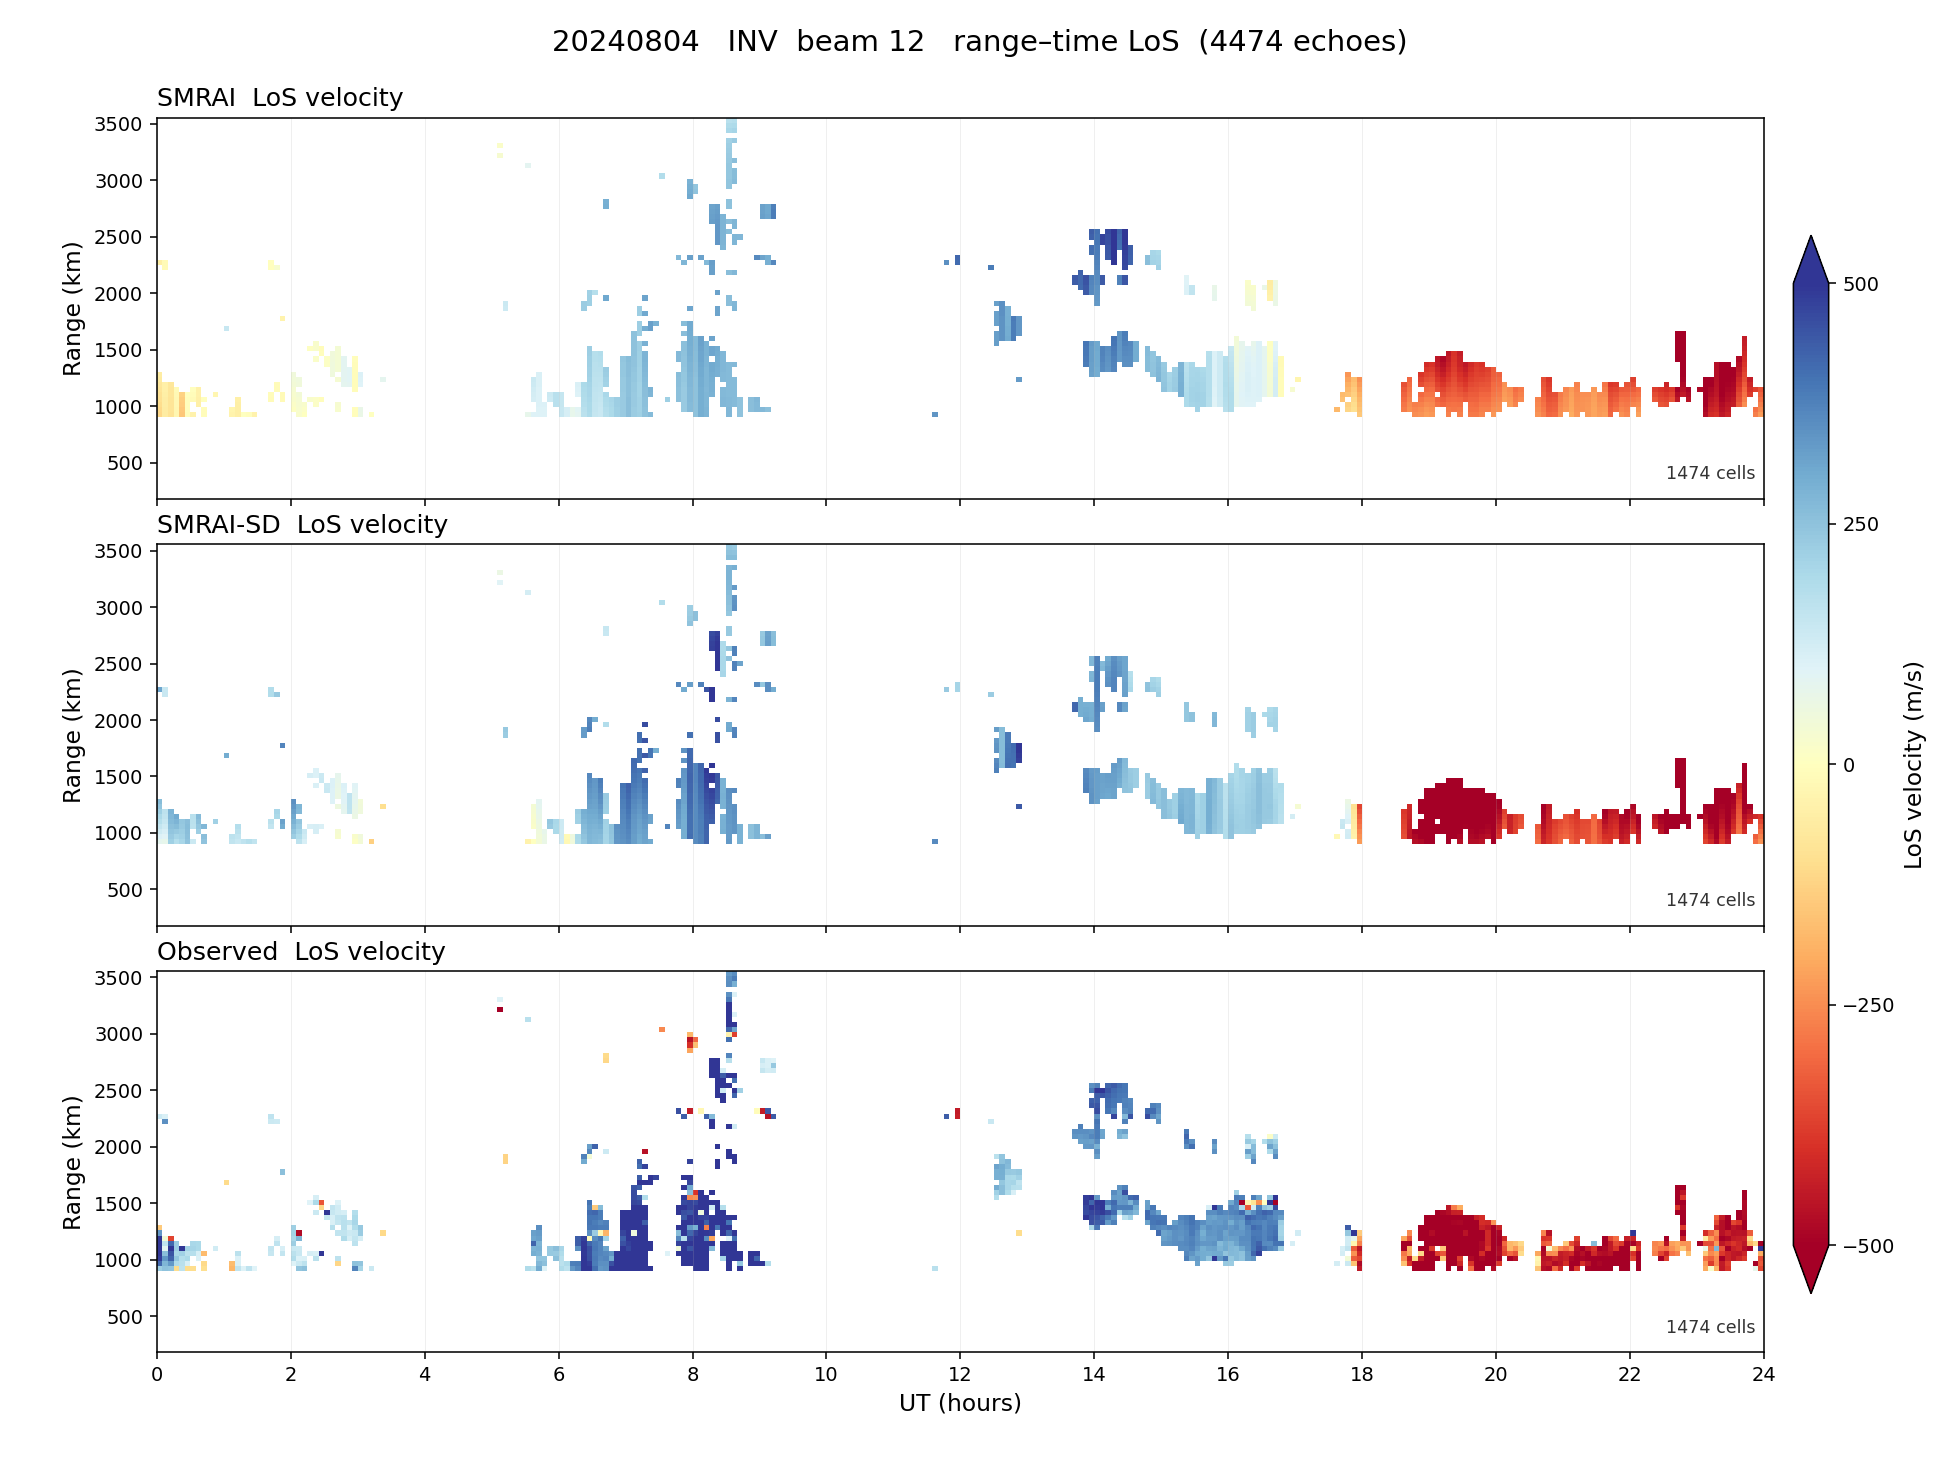 20240804   INV  beam 12   range–time LoS  (4474 echoes)
SMRAI  LoS velocity
3500
3000
2500
2000
1500
1000
500
Range (km)
1474 cells
SMRAI-SD  LoS velocity
3500
3000
2500
2000
1500
1000
500
Range (km)
1474 cells
Observed  LoS velocity
3500
3000
2500
2000
1500
1000
500
Range (km)
1474 cells
0 2 4 6 8 10 12 14 16 18 20 22 24
UT (hours)
500
250
0
−250
−500
LoS velocity (m/s)